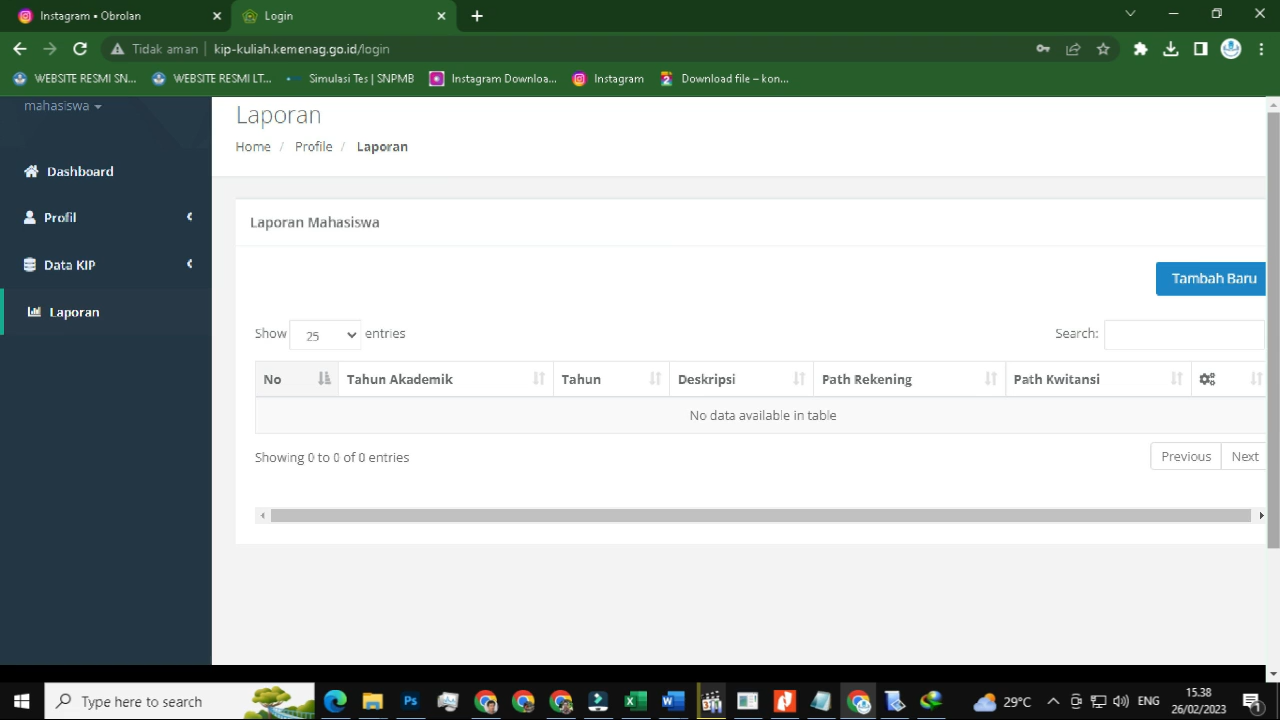 Instagram • Obrolan
Login
Tidak aman
kip-kuliah.kemenag.go.id/login
WEBSITE RESMI SN...
WEBSITE RESMI LT...
Simulasi Tes | SNPMB
Instagram Downloa...
Instagram
Download file – kon...
mahasiswa
Dashboard
Profil
Data KIP
Laporan
Laporan
Home / Profile / Laporan
Laporan Mahasiswa
Tambah Baru
Show 25 entries
Search:
No Tahun Akademik Tahun Deskripsi Path Rekening Path Kwitansi
No data available in table
Showing 0 to 0 of 0 entries
Previous Next
Type here to search
29°C
ENG
15.38
26/02/2023
1